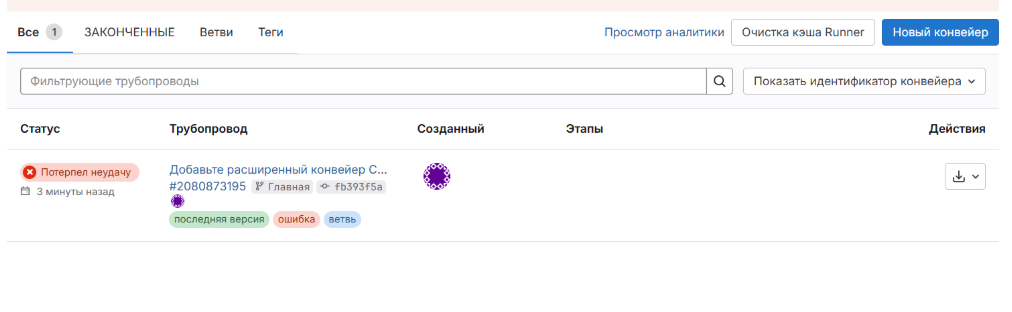 Все 1 ЗАКОНЧЕННЫЕ Ветви Теги Просмотр аналитики Очистка кэша Runner Новый конвейер
Фильтрующие трубопроводы Показать идентификатор конвейера
Статус Трубопровод Созданный Этапы Действия
Потерпел неудачу Добавьте расширенный конвейер C...
3 минуты назад #2080873195 Главная fb393f5a
последняя версия ошибка ветвь